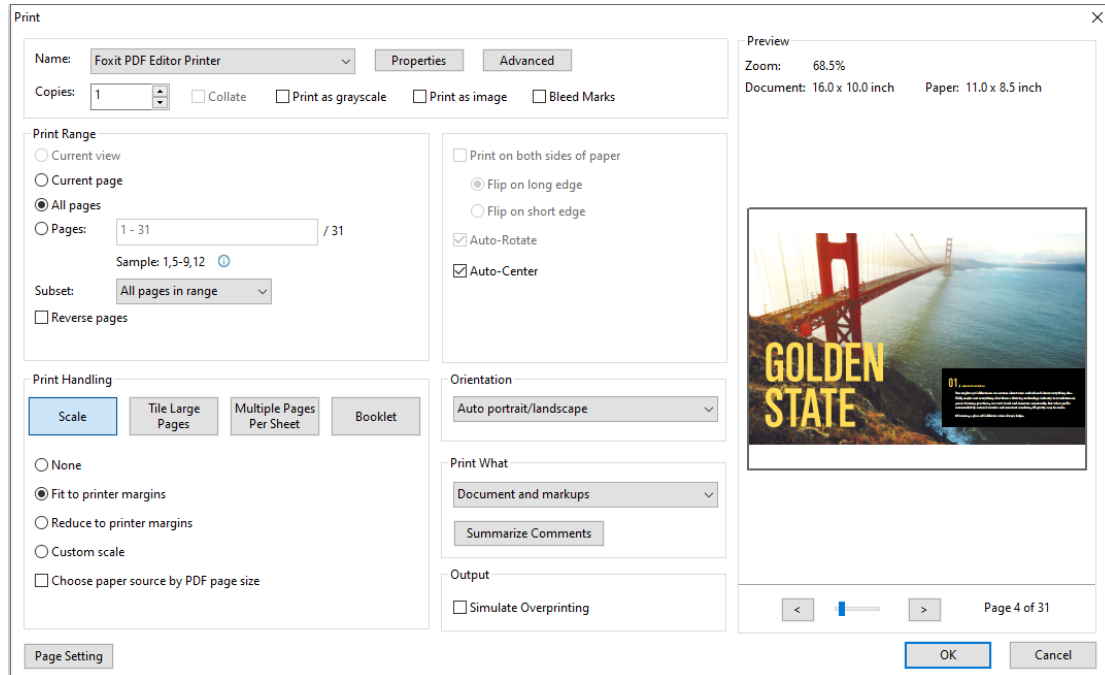 Print
Name: Foxit PDF Editor Printer Properties Advanced
Copies: 1 Collate Print as grayscale Print as image Bleed Marks
Print Range
Current view
Current page
All pages
Pages: 1 - 31 / 31
Sample: 1,5-9,12
Subset: All pages in range
Reverse pages
Print on both sides of paper
Flip on long edge
Flip on short edge
Auto-Rotate
Auto-Center
Print Handling
Scale
Tile Large
Pages
Multiple Pages
Per Sheet
Booklet
None
Fit to printer margins
Reduce to printer margins
Custom scale
Choose paper source by PDF page size
Orientation
Auto portrait/landscape
Print What
Document and markups
Summarize Comments
Output
Simulate Overprinting
Preview
Zoom: 68.5%
Document: 16.0 x 10.0 inch Paper: 11.0 x 8.5 inch
GOLDEN
STATE
01
< > Page 4 of 31
Page Setting
OK Cancel